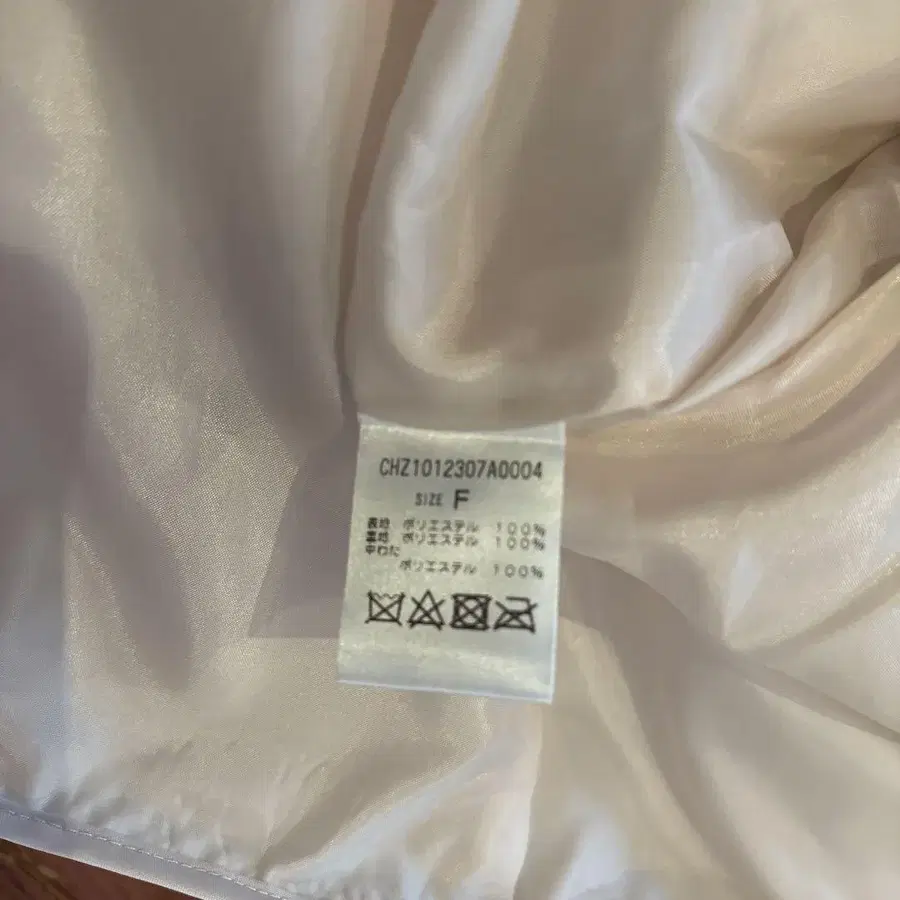 CHZ1012307A0004
SIZE F
表地 ポリエステル 100%
裏地 ポリエステル 100%
中わた
ポリエステル 100%